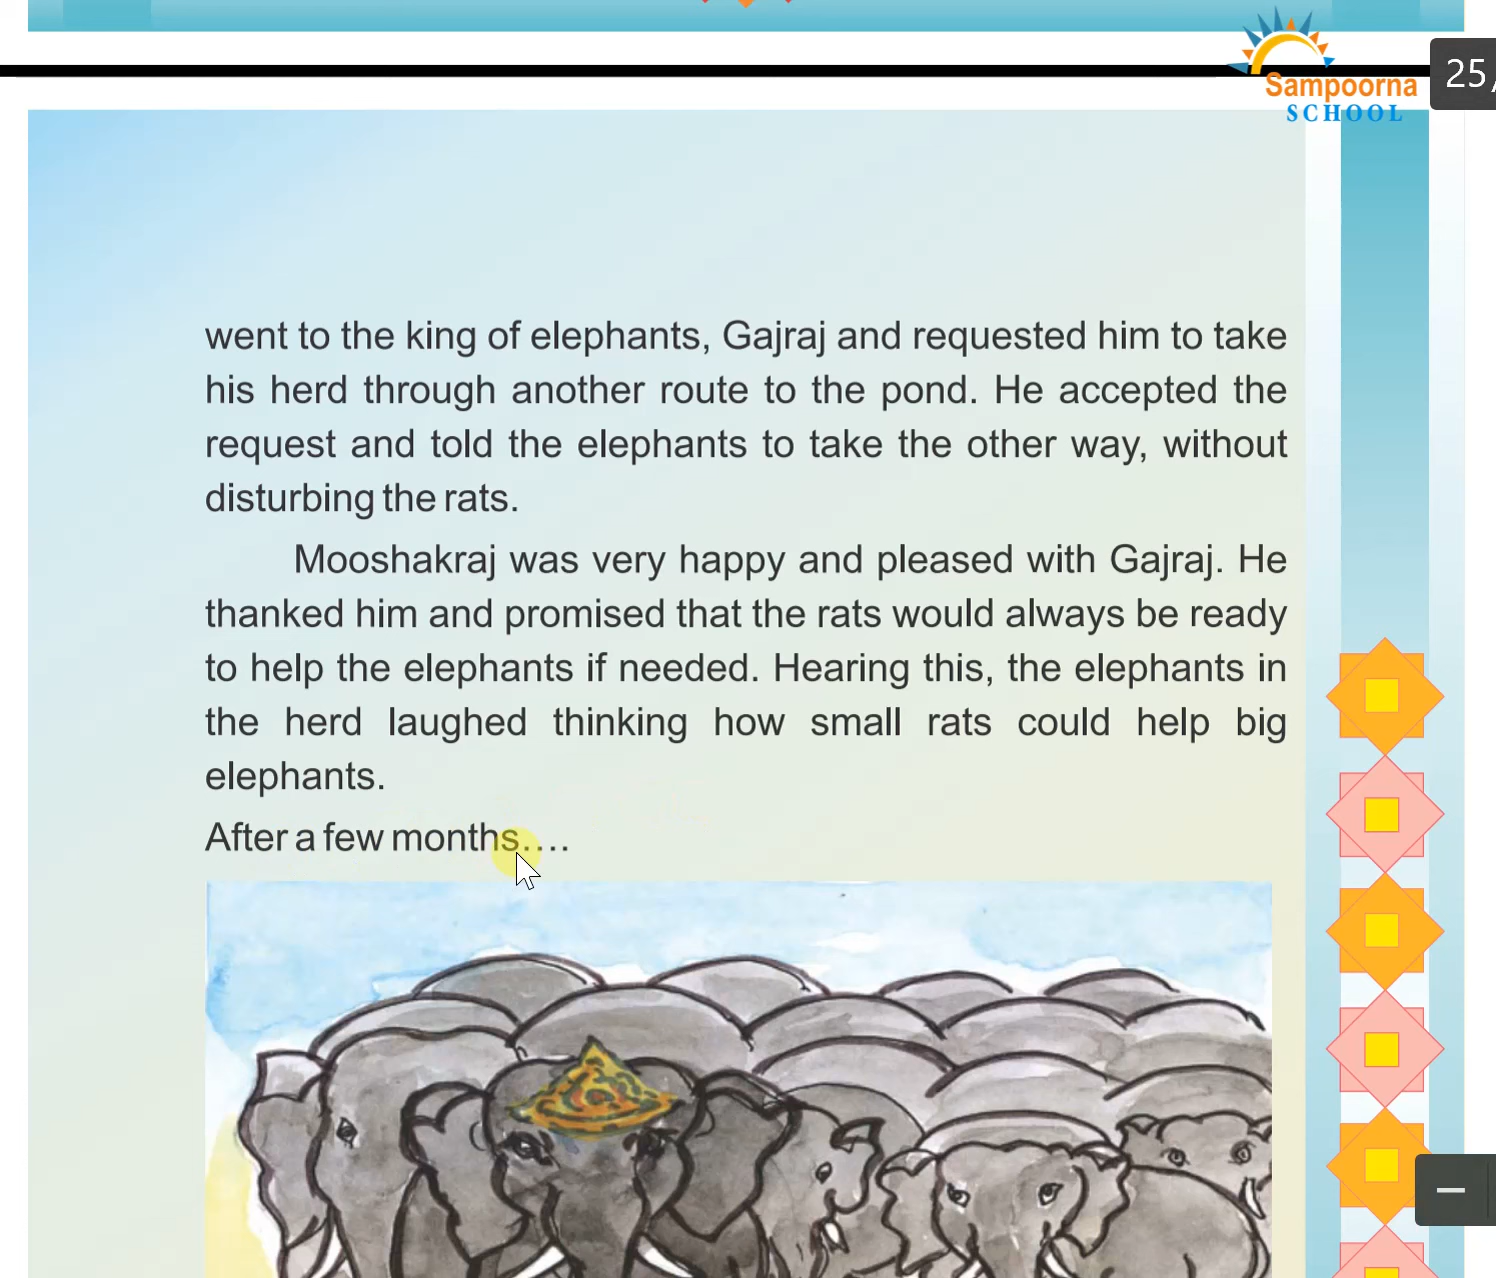 Sampoorna
SCHOOL
25
went to the king of elephants, Gajraj and requested him to take
his herd through another route to the pond. He accepted the
request and told the elephants to take the other way, without
disturbing the rats.
Mooshakraj was very happy and pleased with Gajraj. He
thanked him and promised that the rats would always be ready
to help the elephants if needed. Hearing this, the elephants in
the herd laughed thinking how small rats could help big
elephants.
After a few months....